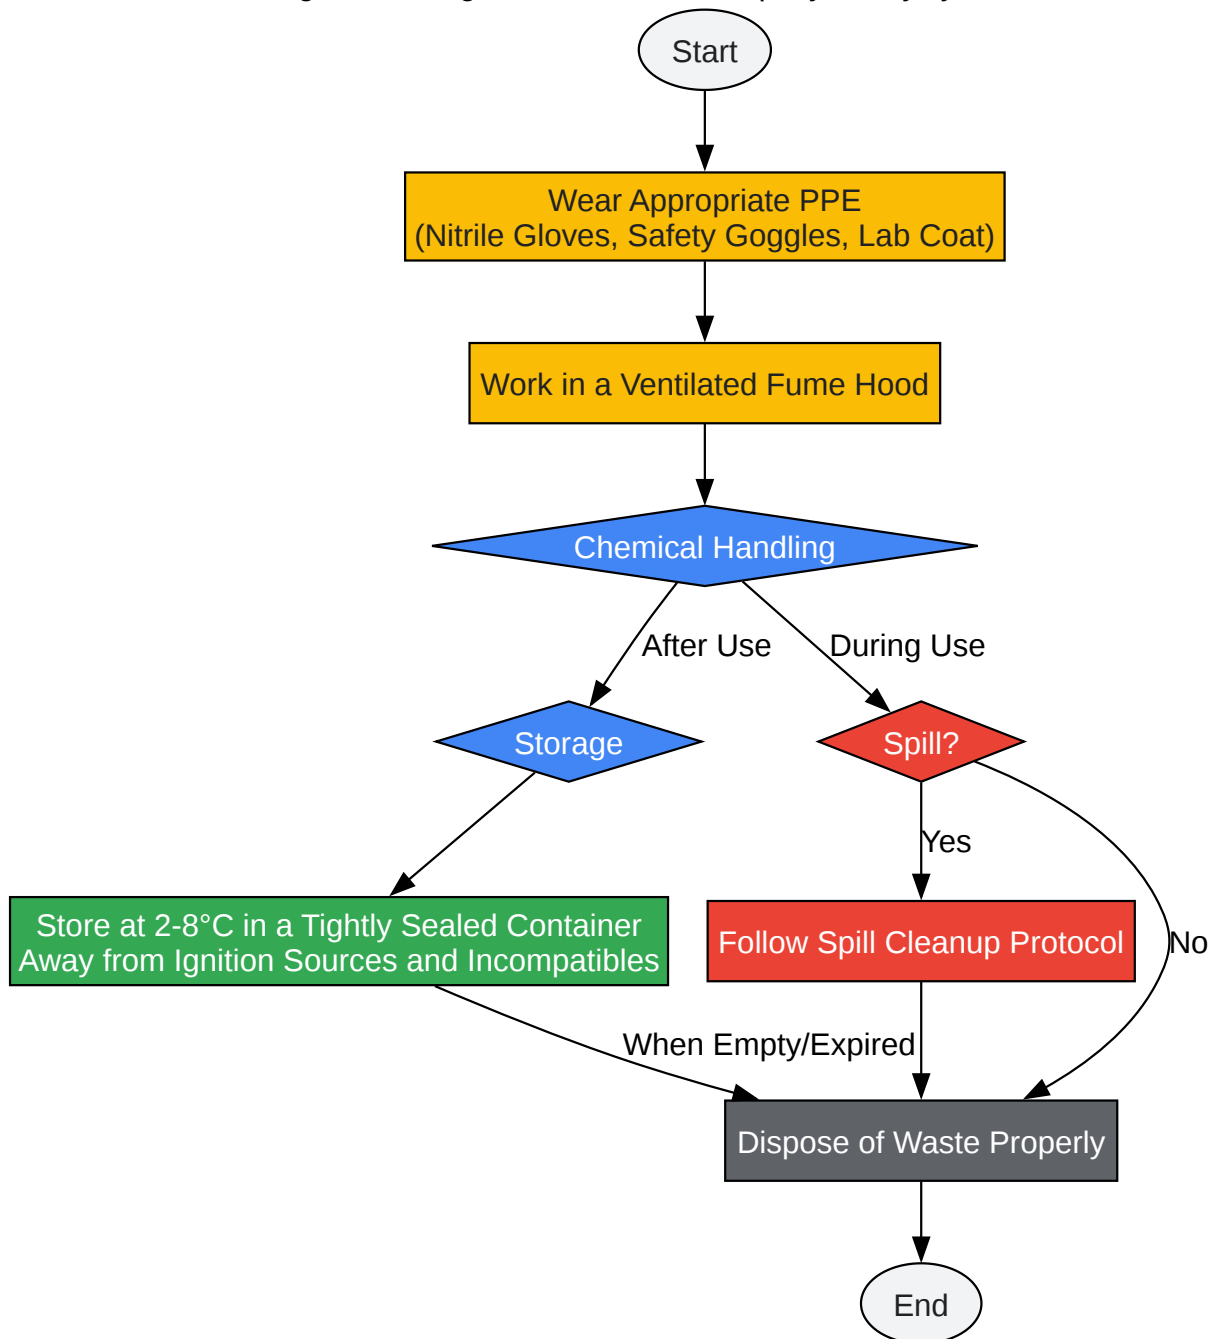 Start
Wear Appropriate PPE
(Nitrile Gloves, Safety Goggles, Lab Coat)
Work in a Ventilated Fume Hood
Chemical Handling
After Use
During Use
Storage
Spill?
Yes
Store at 2-8°C in a Tightly Sealed Container
Away from Ignition Sources and Incompatibles
Follow Spill Cleanup Protocol
No
When Empty/Expired
Dispose of Waste Properly
End